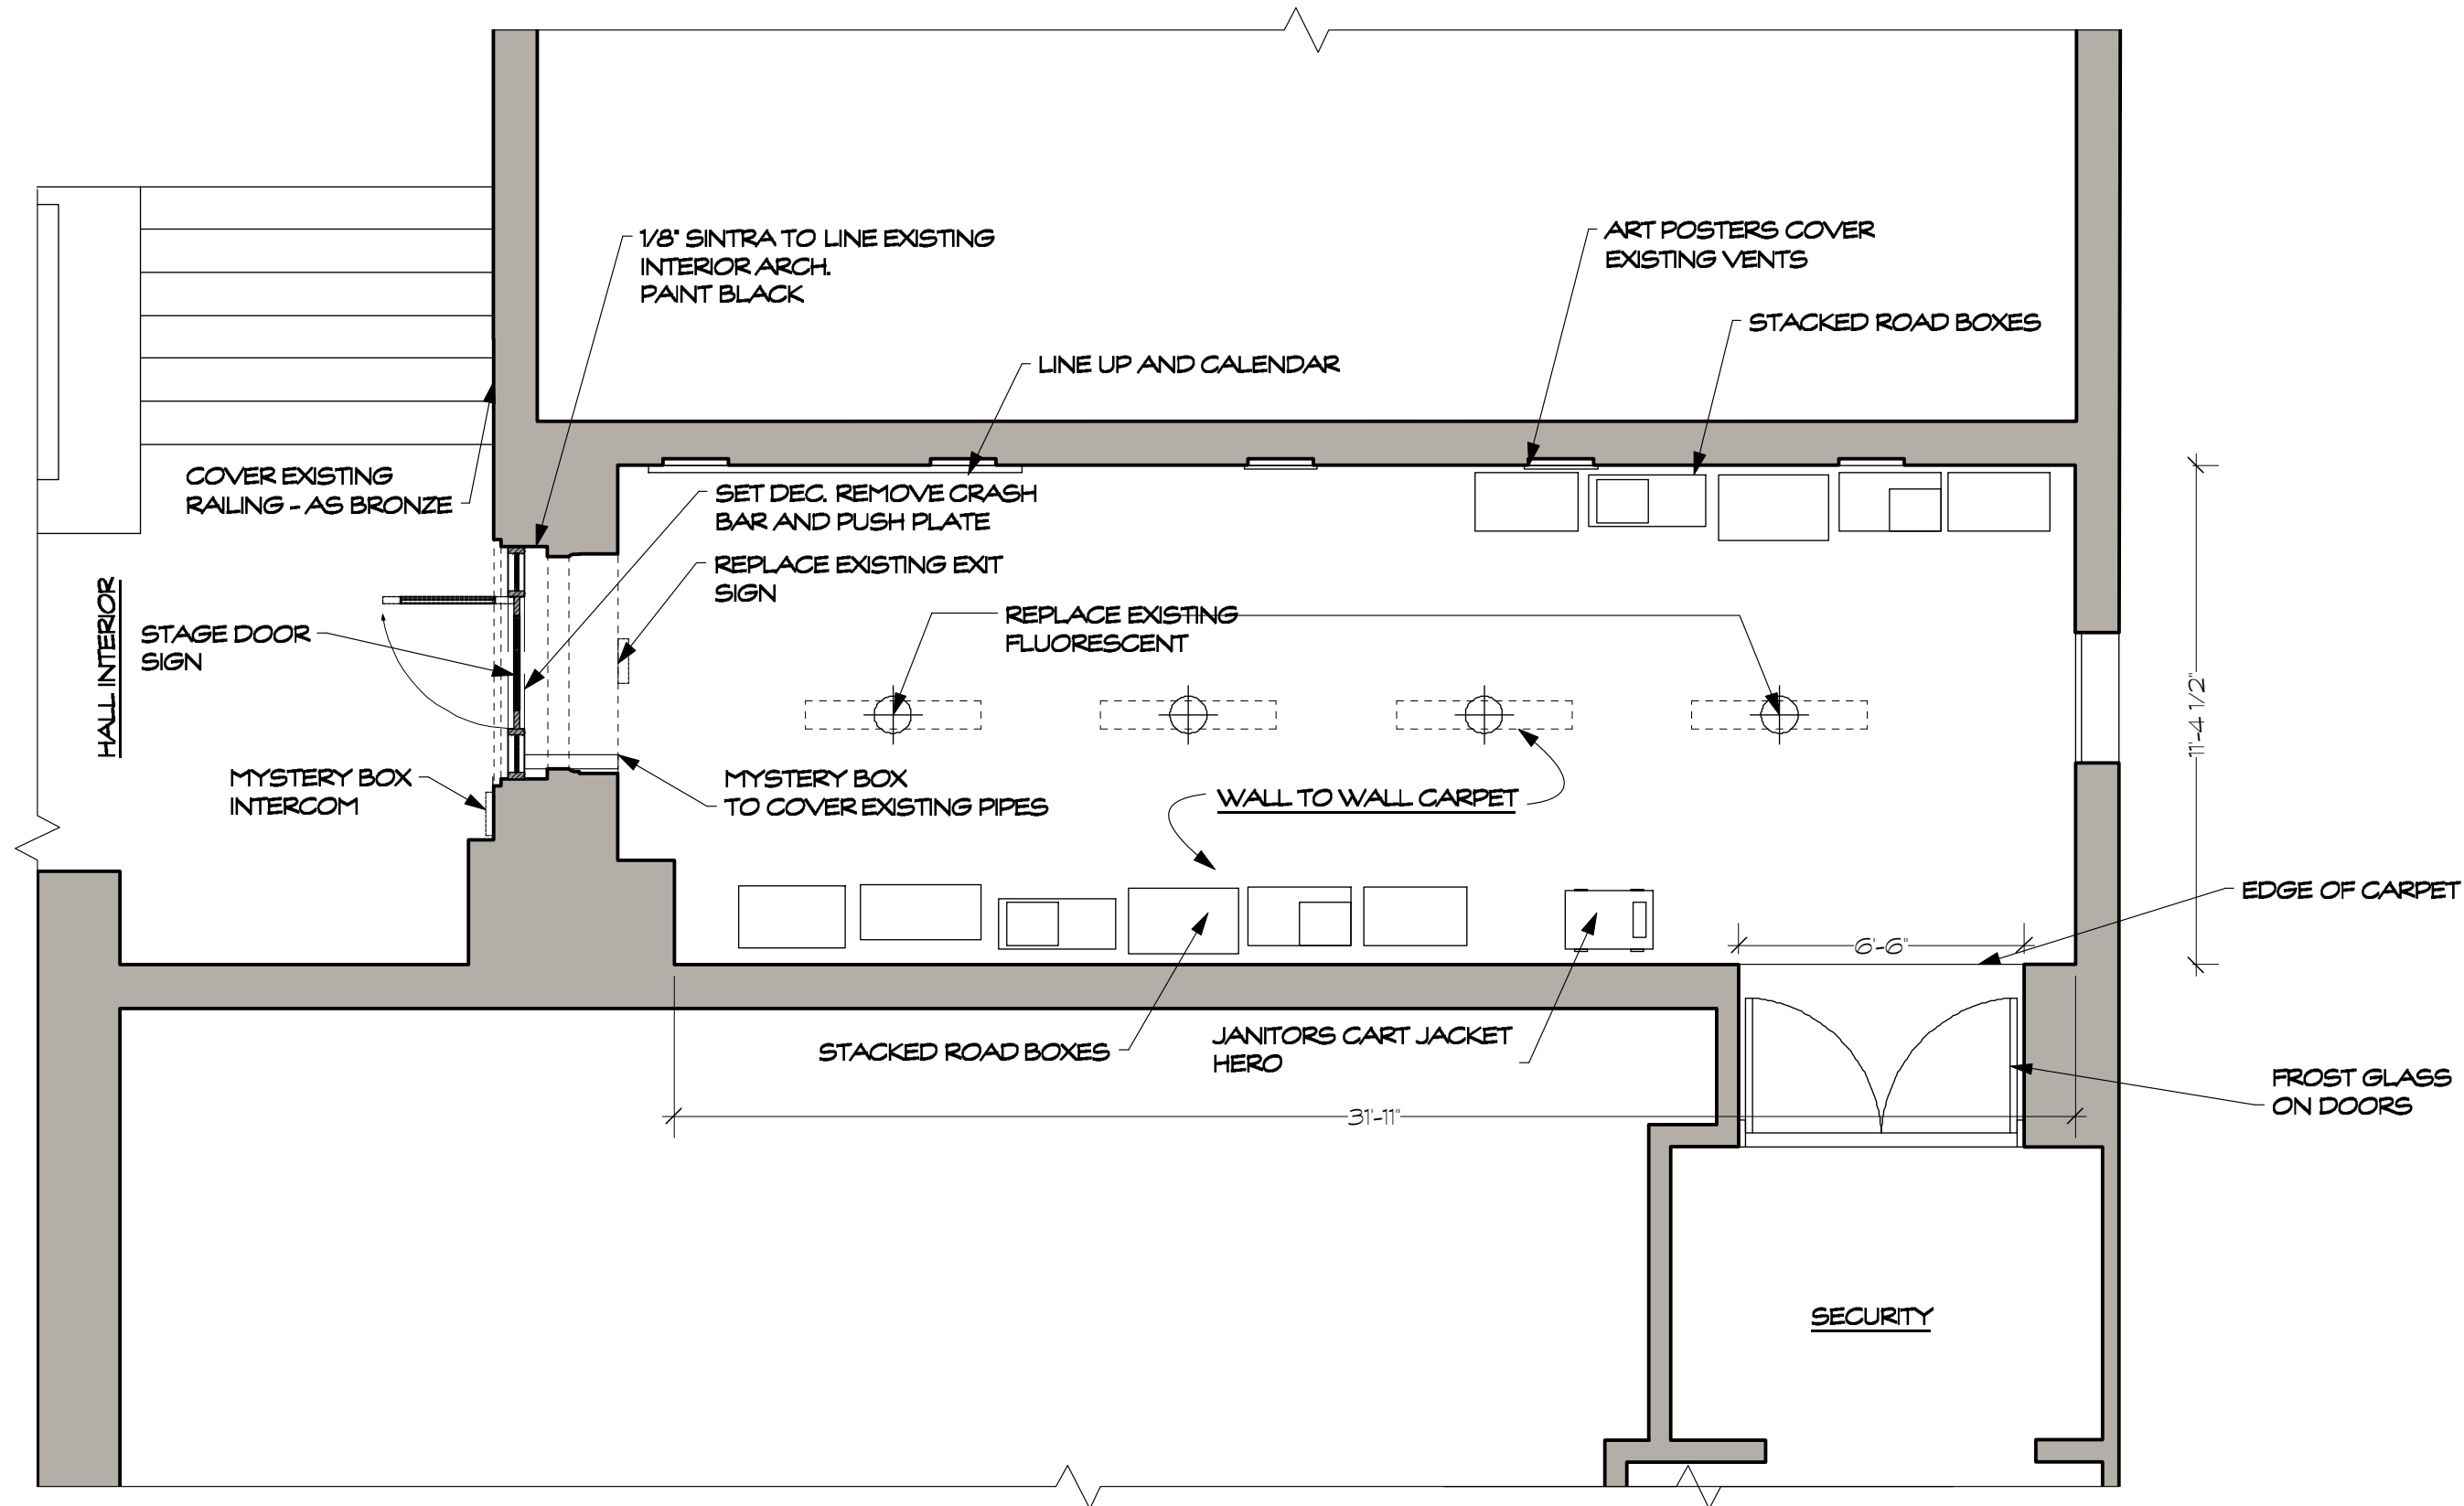 1/8" SINTRA TO LINE EXISTING
INTERIOR ARCH.
PAINT BLACK
ART POSTERS COVER
EXISTING VENTS
STACKED ROAD BOXES
LINE UP AND CALENDAR
COVER EXISTING
RAILING - AS BRONZE
SET DEC. REMOVE CRASH
BAR AND PUSH PLATE
REPLACE EXISTING EXIT
SIGN
HALL INTERIOR
STAGE DOOR
SIGN
REPLACE EXISTING
FLUORESCENT
11'-4 1/2"
MYSTERY BOX
INTERCOM
MYSTERY BOX
TO COVER EXISTING PIPES
WALL TO WALL CARPET
EDGE OF CARPET
6'-6"
STACKED ROAD BOXES
JANITORS CART JACKET
HERO
FROST GLASS
ON DOORS
31'-11"
SECURITY